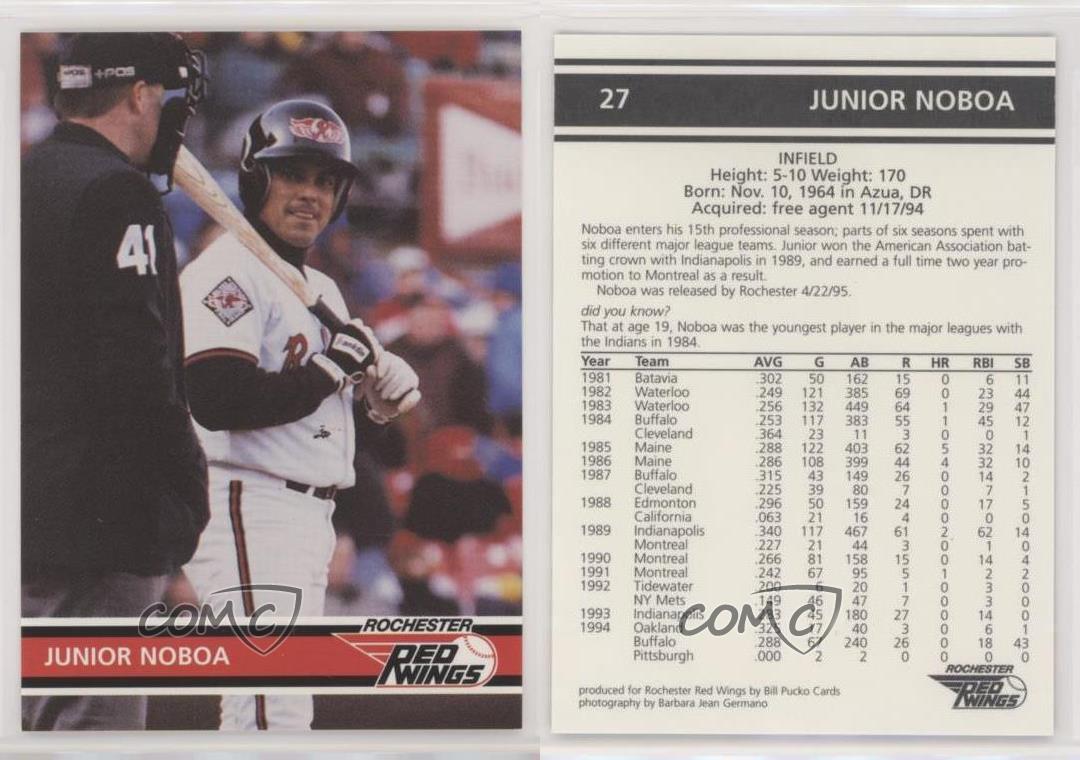 +POS +POS
41
Franklin
JUNIOR NOBOA
ROCHESTER
RED
WINGS
COMC
27 JUNIOR NOBOA
INFIELD
Height: 5-10 Weight: 170
Born: Nov. 10, 1964 in Azua, DR
Acquired: free agent 11/17/94
Noboa enters his 15th professional season; parts of six seasons spent with
six different major league teams. Junior won the American Association bat-
ting crown with Indianapolis in 1989, and earned a full time two year pro-
motion to Montreal as a result.
Noboa was released by Rochester 4/22/95.
did you know?
That at age 19, Noboa was the youngest player in the major leagues with
the Indians in 1984.
Year Team AVG G AB R HR RBI SB
1981 Batavia .302 50 162 15 0 6 11
1982 Waterloo .249 121 385 69 0 23 44
1983 Waterloo .256 132 449 64 1 29 47
1984 Buffalo .253 117 383 55 1 45 12
Cleveland .364 23 11 3 0 0 1
1985 Maine .288 122 403 62 5 32 14
1986 Maine .286 108 399 44 4 32 10
1987 Buffalo .315 43 149 26 0 14 2
Cleveland .225 39 80 7 0 7 1
1988 Edmonton .296 50 159 24 0 17 5
California .063 21 16 4 0 0 0
1989 Indianapolis .340 117 467 61 2 62 14
Montreal .227 21 44 3 0 1 0
1990 Montreal .266 81 158 15 0 14 4
1991 Montreal .242 67 95 5 1 2 2
1992 Tidewater .200 6 20 1 0 3 0
NY Mets .149 46 47 7 0 3 0
1993 Indianapolis 45 180 27 0 14 0
1994 Oakland 40 3 0 6 1
Buffalo .288 67 240 26 0 18 43
Pittsburgh .000 2 2 0 0 0 0
COMC
produced for Rochester Red Wings by Bill Pucko Cards
photography by Barbara Jean Germano
ROCHESTER
RED
WINGS